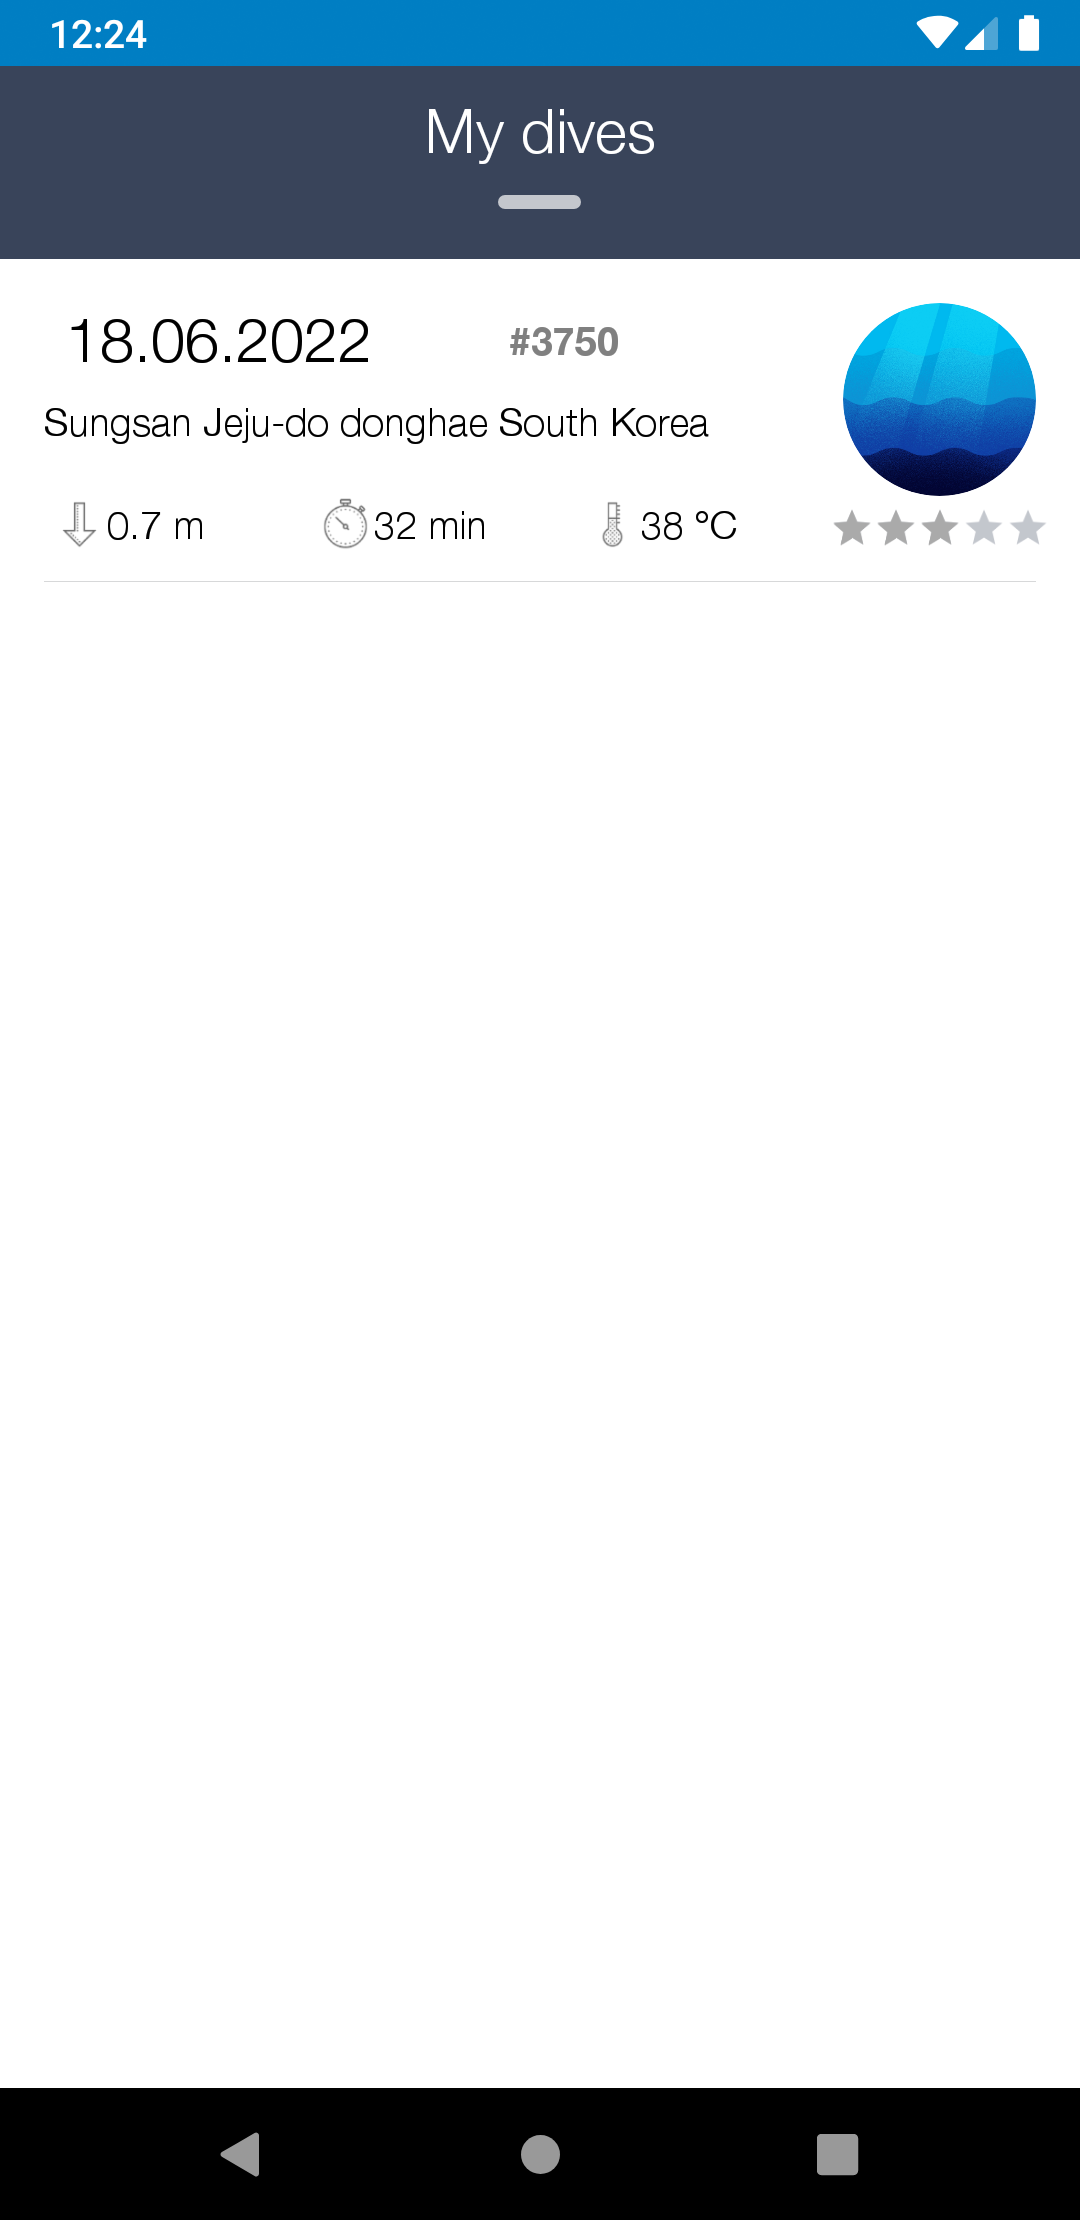 12:24
My dives
18.06.2022 #3750
Sungsan Jeju-do donghae South Korea
0.7 m 32 min 38 °C